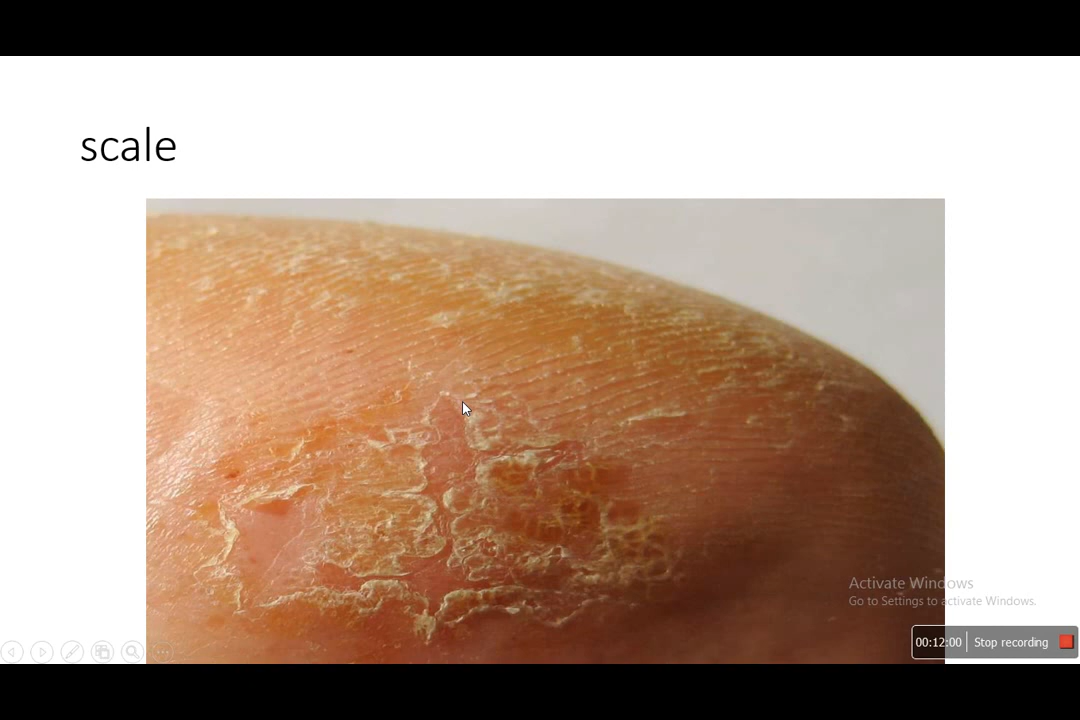 scale
Activate Windows
Go to Settings to activate Windows.
00:12:00 Stop recording